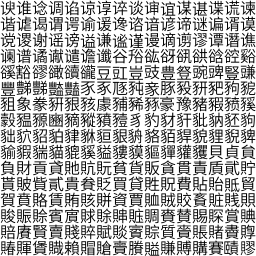 谀谁谂调谄谅谆谇谈谉谊谋谌谍谎谏
谐谑谒谓谔谕谖谗谘谙谚谛谜谝谞谟
谠谡谢谣谤谥谦谧谨谩谪谫谬谭谮谯
谰谱谲谳谴谵谶谷谸谹谺谻谼谽谾谿
豀豁豂豃豄豅豆豇豈豉豊豋豌豍豎豏
豐豑豒豓豔豕豖豗豘豙豚豛豜豝豞豟
豠象豢豣豤豥豦豧豨豩豪豫豬豭豮豯
豰豱豲豳豴豵豶豷豸豹豺豻豼豽豾豿
貀貁貂貃貄貅貆貇貈貉貊貋貌貍貎貏
貐貑貒貓貔貕貖貗貘貙貚貛貜貝貞貟
負財貢貣貤貥貦貧貨販貪貫責貭貮貯
貰貱貲貳貴貵貶買貸貹貺費貼貽貾貿
賀賁賂賃賄賅賆資賈賉賊賋賌賍賎賏
賐賑賒賓賔賕賖賗賘賙賚賛賜賝賞賟
賠賡賢賣賤賥賦賧賨賩質賫賬賭賮賯
賰賱賲賳賴賵賶賷賸賹賺賻購賽賾賿